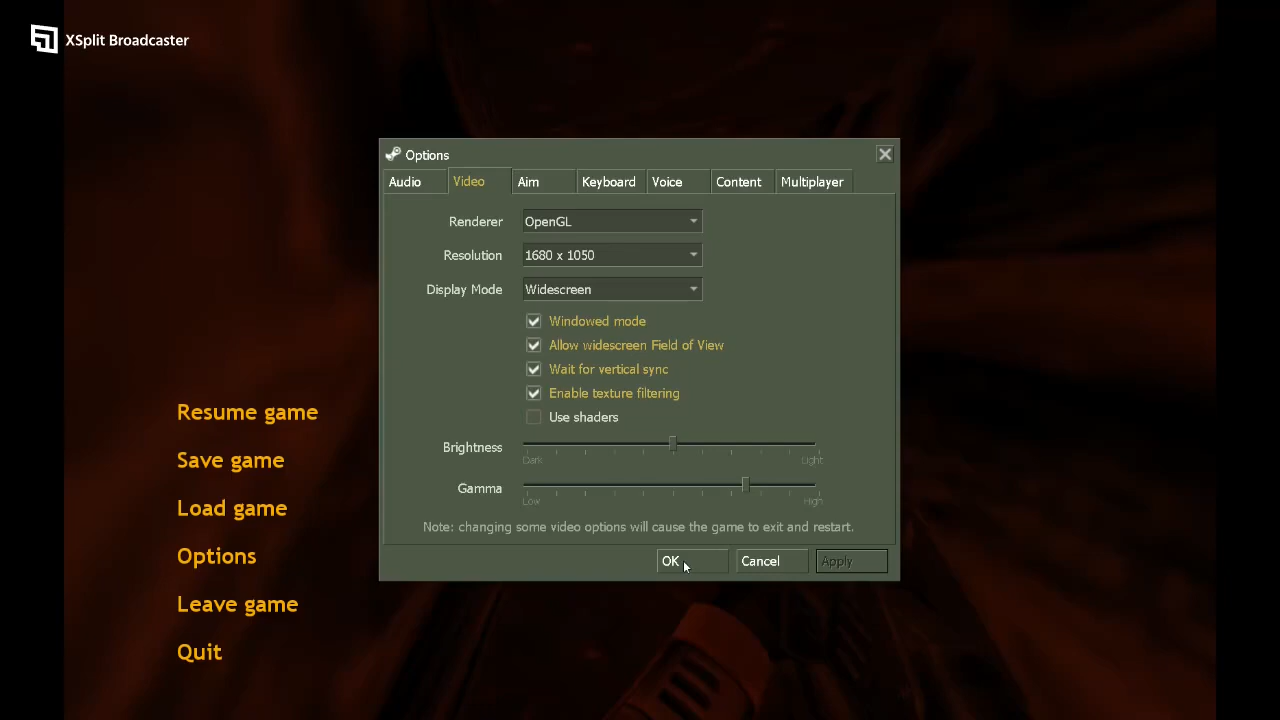 XSplit Broadcaster
Options
Audio Video Aim Keyboard Voice Content Multiplayer
Renderer OpenGL
Resolution 1680 x 1050
Display Mode Widescreen
Windowed mode
Allow widescreen Field of View
Wait for vertical sync
Enable texture filtering
Use shaders
Brightness
Dark Light
Gamma
Low High
Note: changing some video options will cause the game to exit and restart.
OK Cancel Apply
Resume game
Save game
Load game
Options
Leave game
Quit